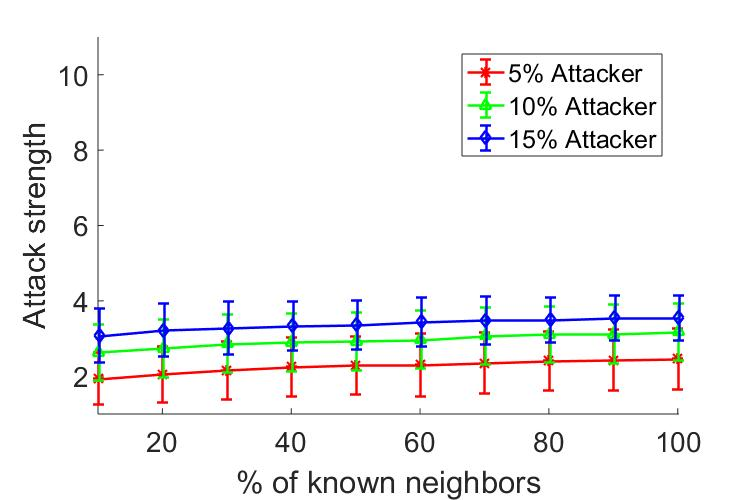 5% Attacker
10% Attacker
15% Attacker
Attack strength
10
8
6
4
2
20 40 60 80 100
% of known neighbors